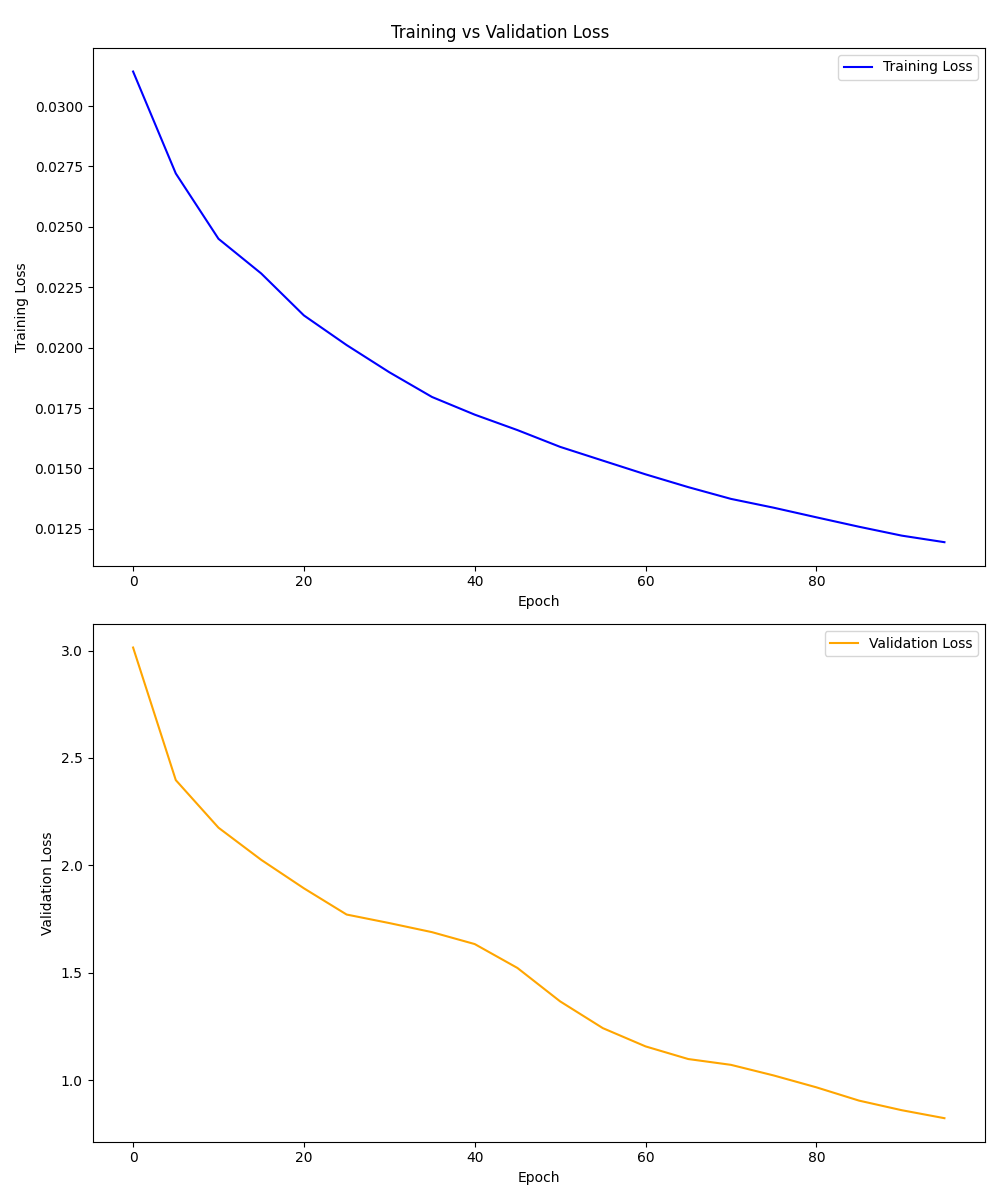 Training vs Validation Loss
Training Loss
0.0300
0.0275
0.0250
0.0225
0.0200
0.0175
0.0150
0.0125
Training Loss
0 20 40 60 80
Epoch
Validation Loss
3.0
2.5
2.0
1.5
1.0
Validation Loss
0 20 40 60 80
Epoch